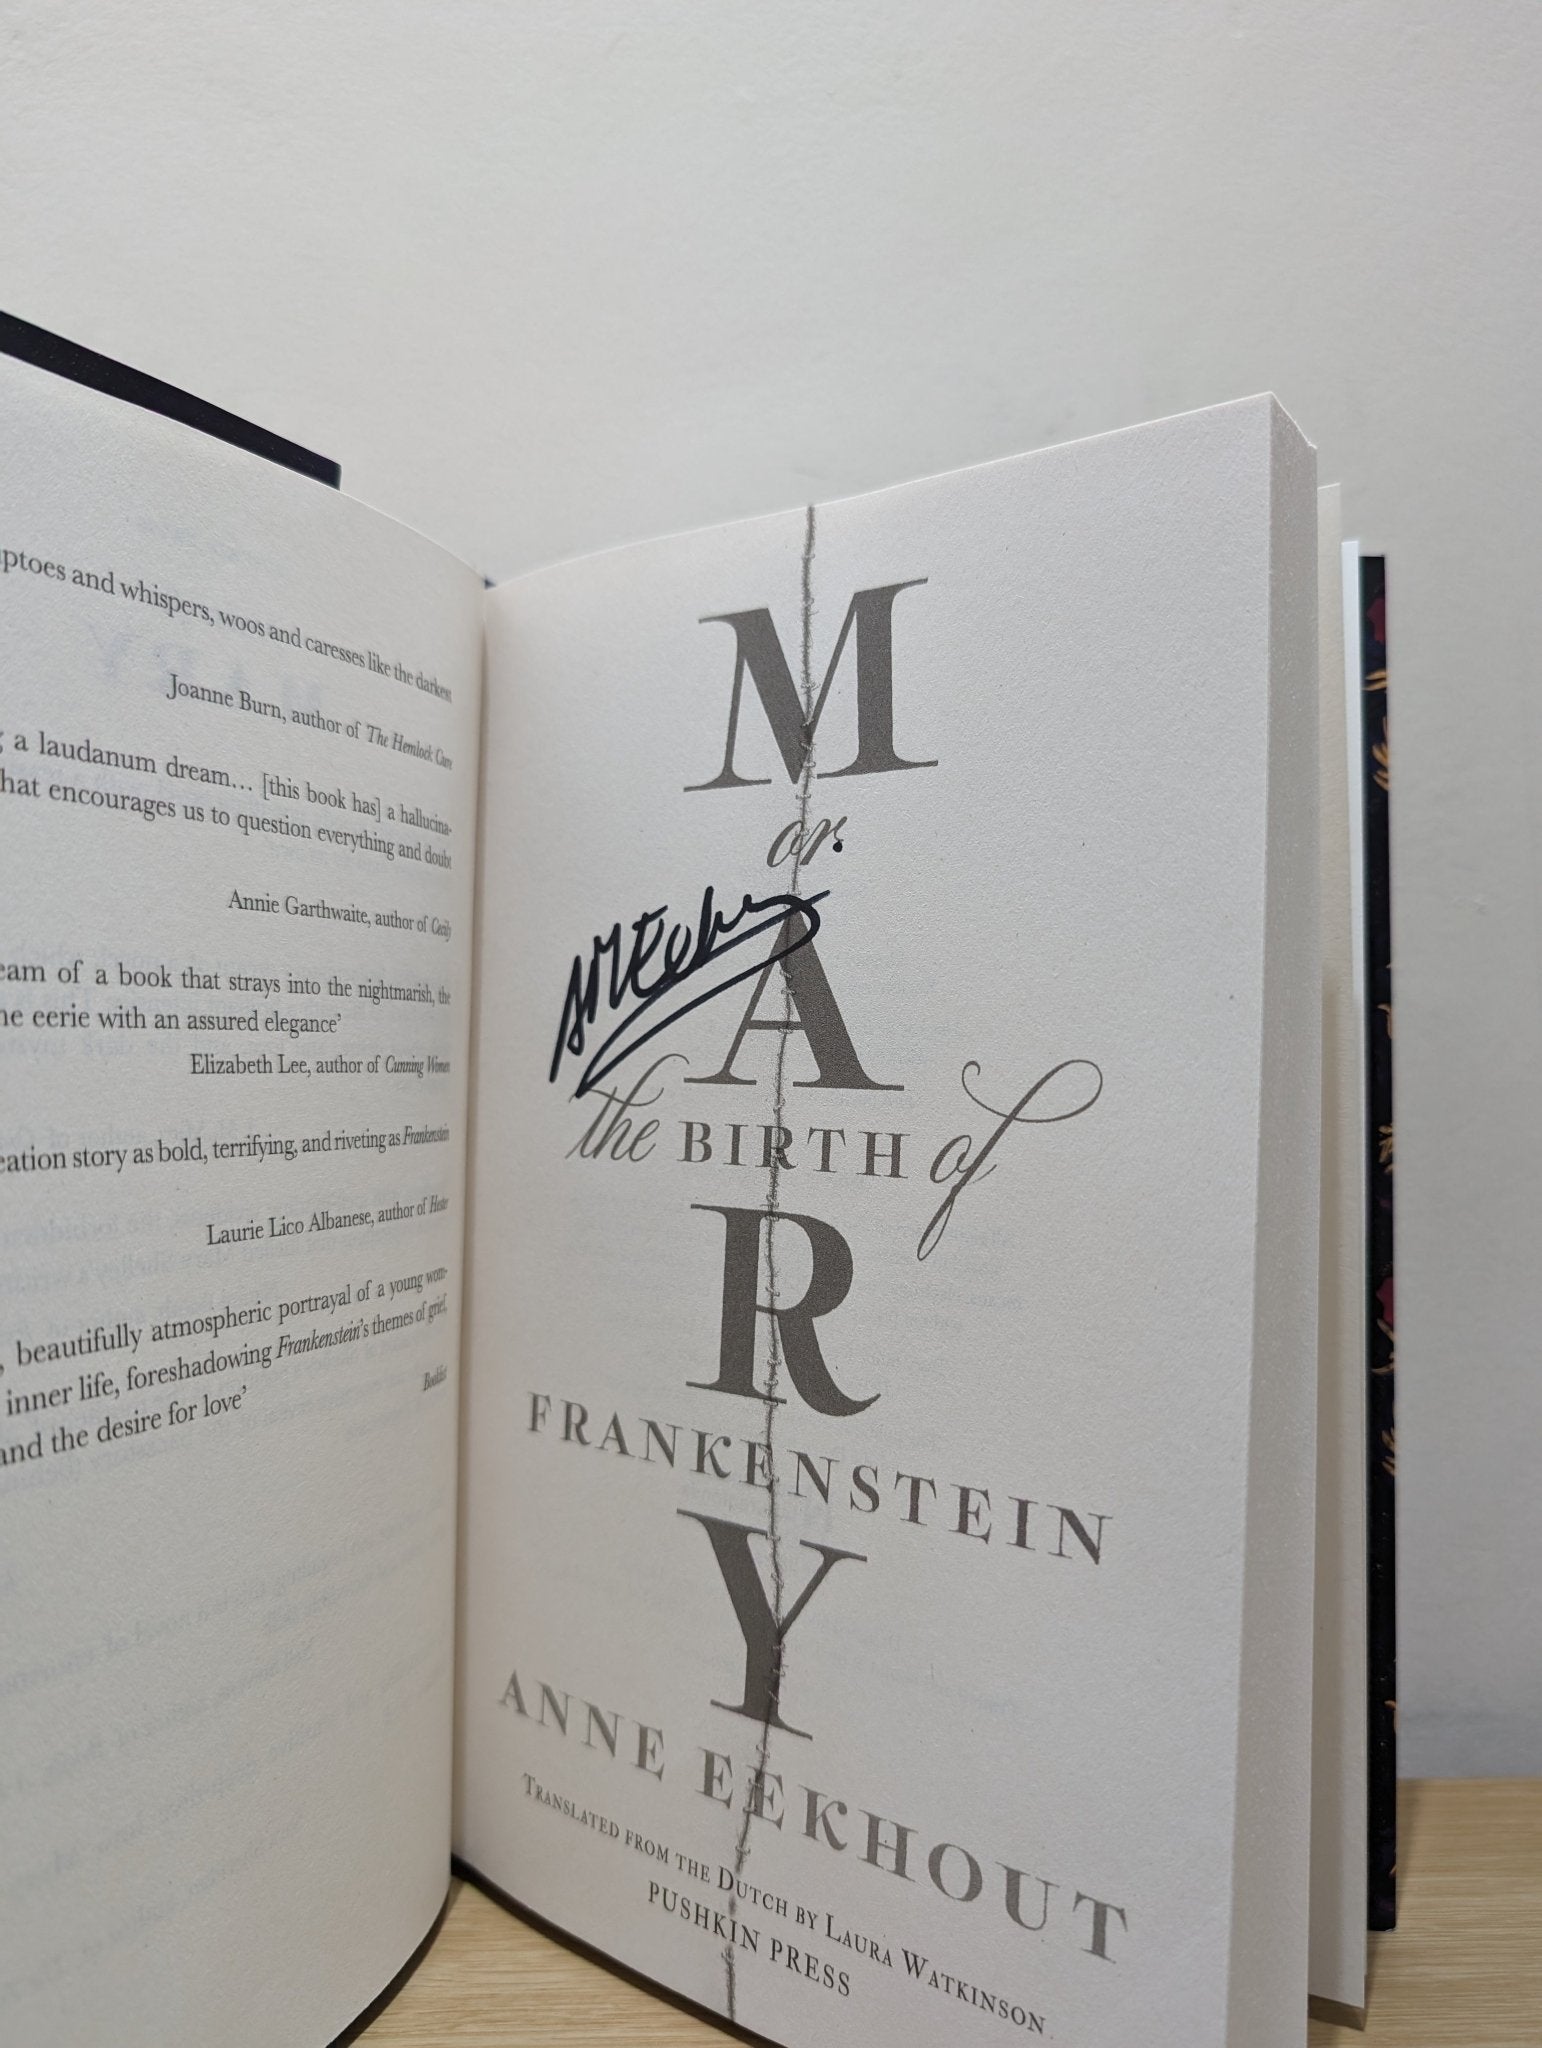 ptoes and whispers, woos and caresses like the darkest
Joanne Burn, author of The Hemlock Cure
a laudanum dream… [this book has] a hallucina-
hat encourages us to question everything and doubt
Annie Garthwaite, author of Cecily
eam of a book that strays into the nightmarish, the
ne eerie with an assured elegance’
Elizabeth Lee, author of Cunning Women
eation story as bold, terrifying, and riveting as Frankenstein
Laurie Lico Albanese, author of Hester
, beautifully atmospheric portrayal of a young wom-
inner life, foreshadowing Frankenstein’s themes of grief,
and the desire for love’
Booklist
M
or
A
the BIRTH of
R
FRANKENSTEIN
Y
ANNE EEKHOUT
TRANSLATED FROM THE DUTCH BY LAURA WATKINSON
PUSHKIN PRESS